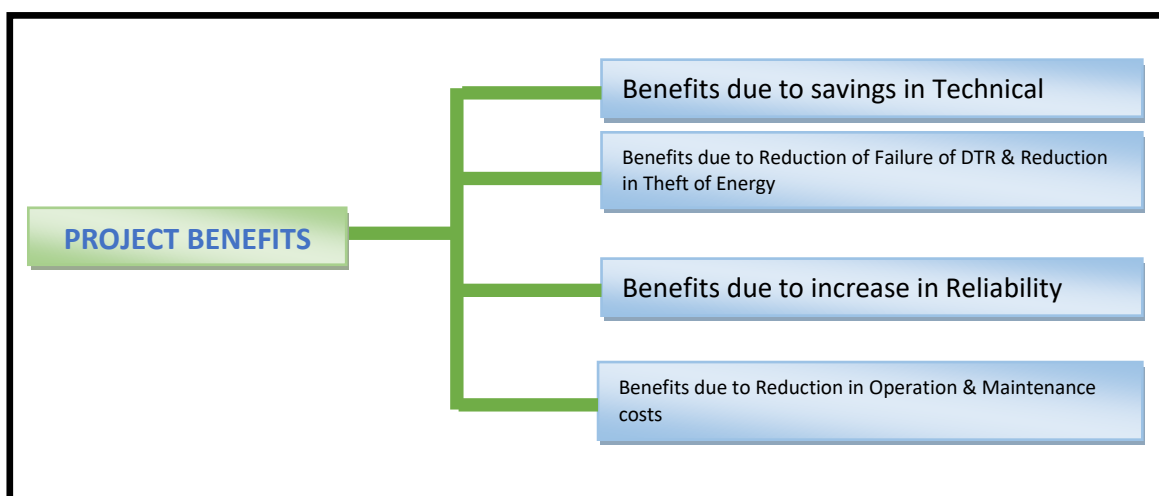 PROJECT BENEFITS
Benefits due to savings in Technical
Benefits due to Reduction of Failure of DTR & Reduction
in Theft of Energy
Benefits due to increase in Reliability
Benefits due to Reduction in Operation & Maintenance
costs